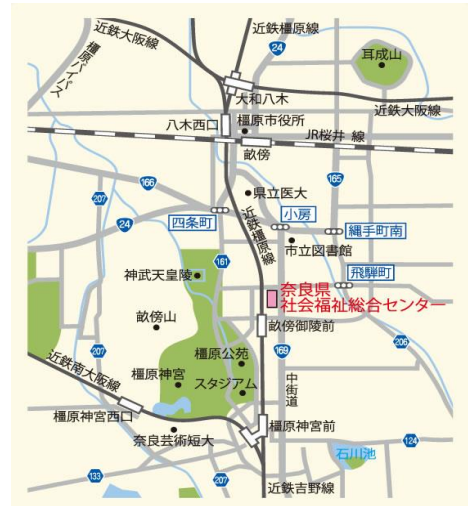 近鉄大阪線
近鉄橿原線
24
耳成山
橿原バイパス
大和八木
近鉄大阪線
八木西口
橿原市役所
JR桜井 線
畝傍
165
166
県立医大
207
小房
四条町
24
近鉄橿原線
縄手町南
市立図書館
161
飛騨町
神武天皇陵
奈良県
社会福祉総合センター
畝傍山
畝傍御陵前
206
207
橿原公苑
169
近鉄南大阪線
橿原神宮
スタジアム
中街道
橿原神宮西口
橿原神宮前
奈良芸術短大
124
石川池
133
207
近鉄吉野線